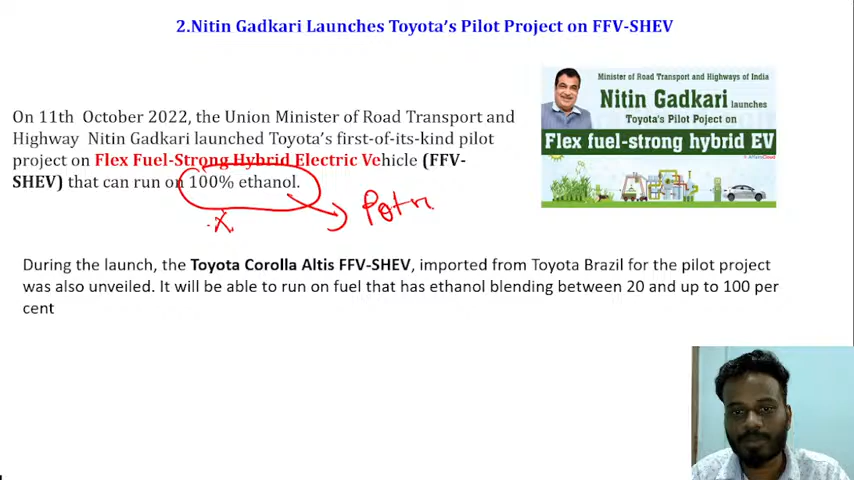 2.Nitin Gadkari Launches Toyota's Pilot Project on FFV-SHEV
On 11th October 2022, the Union Minister of Road Transport and
Highway Nitin Gadkari launched Toyota's first-of-its-kind pilot
project on Flex Fuel-Strong Hybrid Electric Vehicle (FFV-
SHEV) that can run on 100% ethanol.
Minister of Road Transport and Highways of India
Nitin Gadkari launches
Toyota's Pilot Poject on
Flex fuel-strong hybrid EV
AffairsCloud
During the launch, the Toyota Corolla Altis FFV-SHEV, imported from Toyota Brazil for the pilot project
was also unveiled. It will be able to run on fuel that has ethanol blending between 20 and up to 100 per
cent